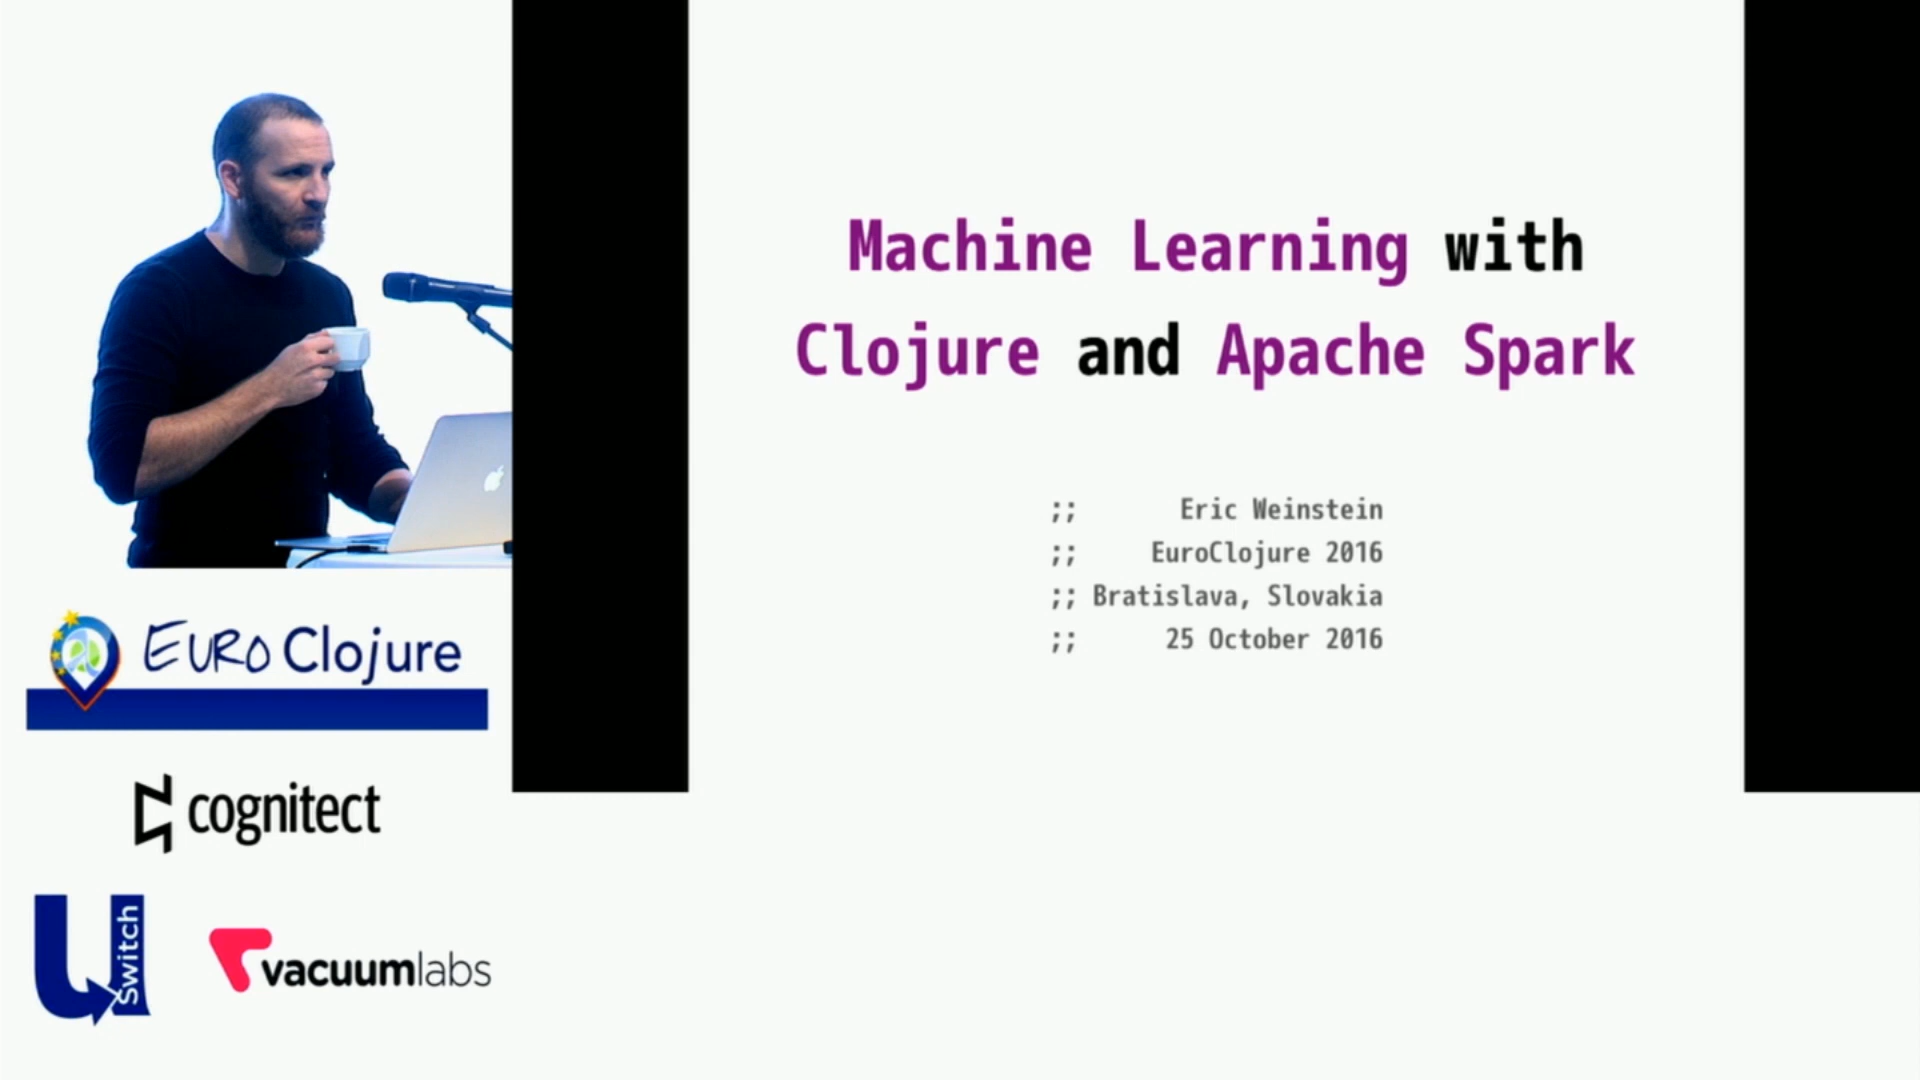 Machine Learning with
Clojure and Apache Spark
;; Eric Weinstein
;; EuroClojure 2016
;; Bratislava, Slovakia
;; 25 October 2016
EURO Clojure
cognitect
uSwitch
vacuumlabs